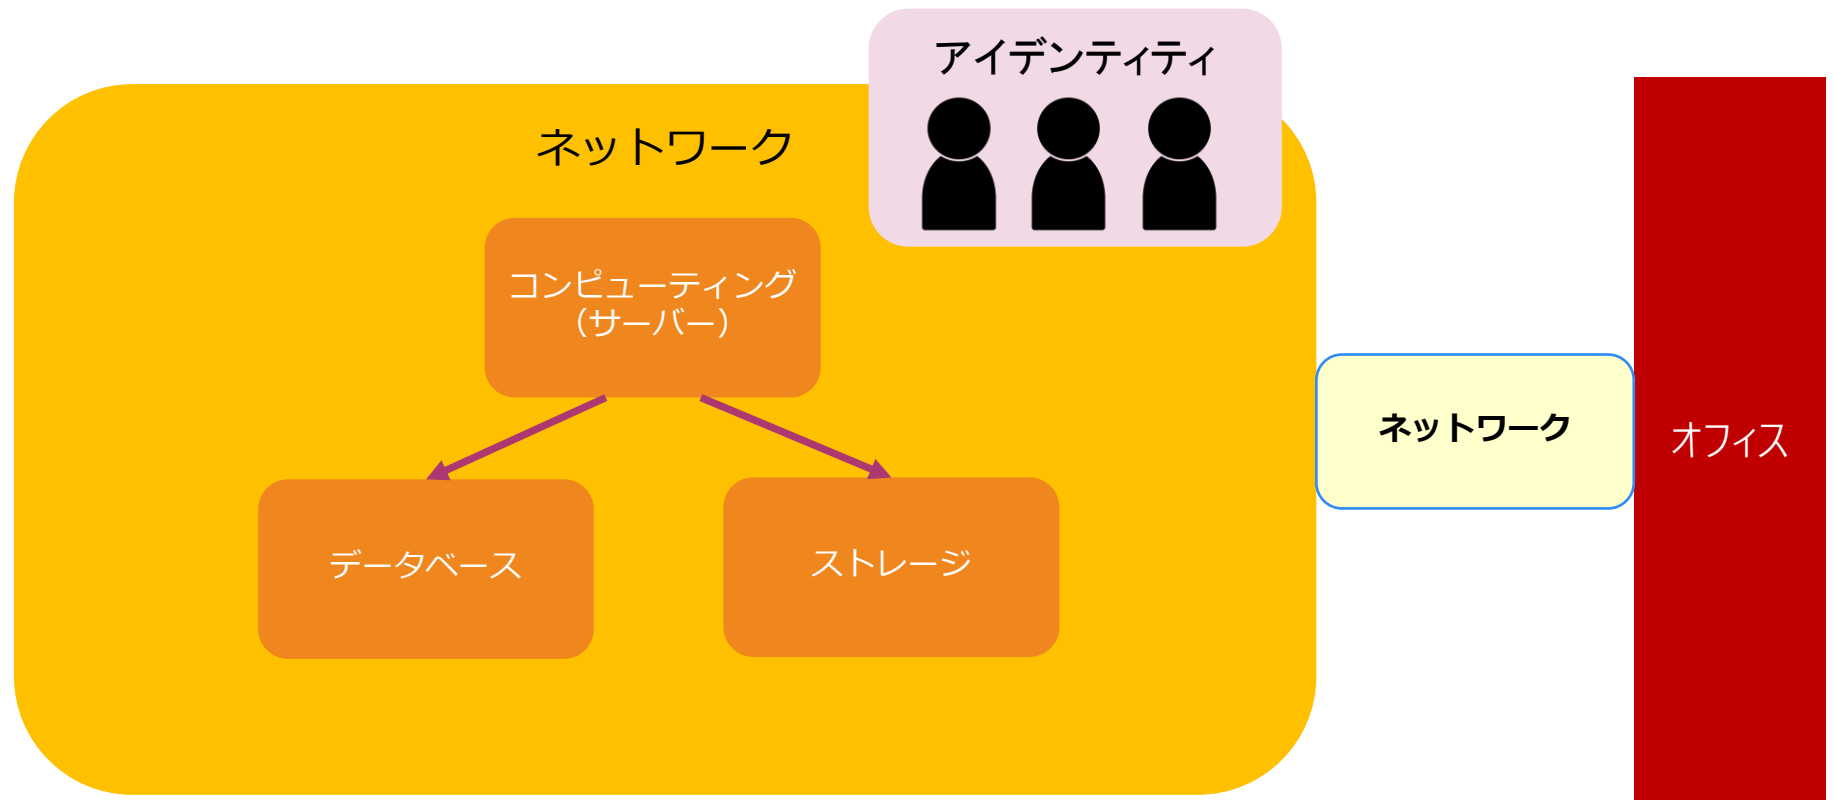 アイデンティティ
ネットワーク
コンピューティング
（サーバー）
ネットワーク
オフィス
データベース
ストレージ